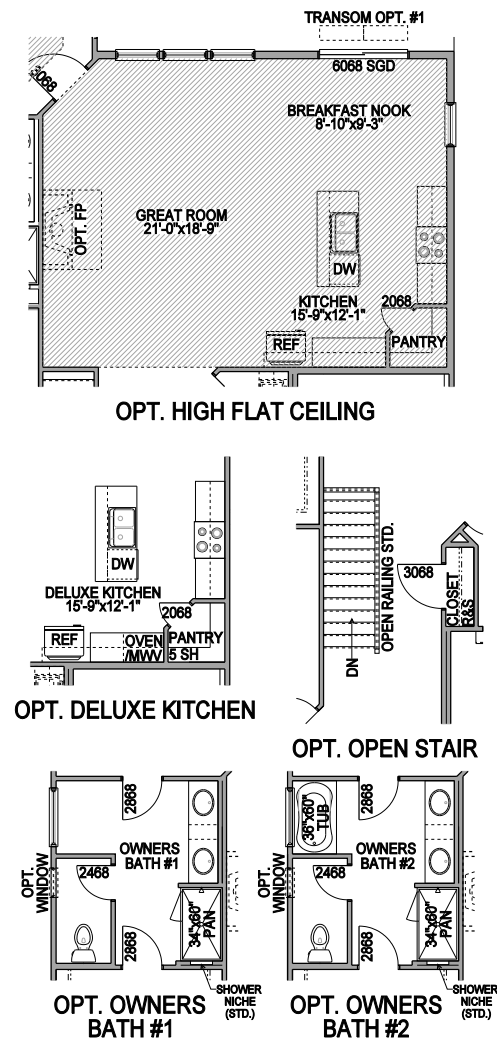 TRANSOM OPT. #1
6068 SGD
3068
BREAKFAST NOOK
8'-10"x9'-3"
GREAT ROOM
21'-0"x18'-9"
OPT. FP
DW
KITCHEN
15'-9"x12'-1"
2068
REF
PANTRY
OPT. HIGH FLAT CEILING
DW
DELUXE KITCHEN
15'-9"x12'-1"
2068
REF
OVEN
/MWV
PANTRY
5 SH
OPT. DELUXE KITCHEN
OPEN RAILING STD.
3068
CLOSET
R&S
DN
OPT. OPEN STAIR
2868
OWNERS
BATH #1
OPT.
WINDOW
2468
34"x60"
PAN
2868
SHOWER
NICHE
(STD.)
OPT. OWNERS
BATH #1
36"x60"
TUB
2868
OWNERS
BATH #2
OPT.
WINDOW
2468
34"x60"
PAN
2868
SHOWER
NICHE
(STD.)
OPT. OWNERS
BATH #2